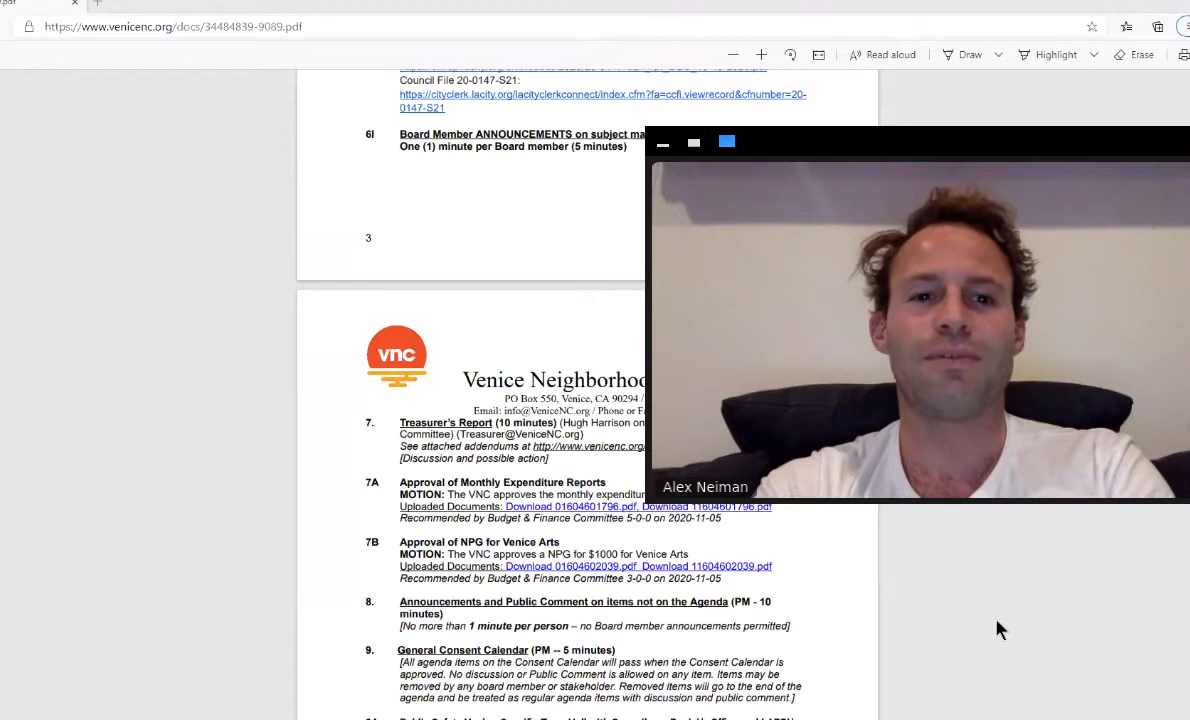 .pdf
https://www.venicenc.org/docs/34484839-9089.pdf
Read aloud
Draw
Highlight
Erase
Council File 20-0147-S21:
https://cityclerk.lacity.org/lacityclerkconnect/index.cfm?fa=ccfi.viewrecord&cfnumber=20-
0147-S21
6I Board Member ANNOUNCEMENTS on subject ma
One (1) minute per Board member (5 minutes)
3
vnc
Venice Neighborhoo
PO Box 550, Venice, CA 90294 /
Email: info@VeniceNC.org / Phone or Fa
7. Treasurer's Report (10 minutes) (Hugh Harrison on
Committee) (Treasurer@VeniceNC.org)
See attached addendums at http://www.venicenc.org/
[Discussion and possible action]
7A Approval of Monthly Expenditure Reports
MOTION: The VNC approves the monthly expenditur
Uploaded Documents: Download 01604601796.pdf, Download 11604601796.pdf
Recommended by Budget & Finance Committee 5-0-0 on 2020-11-05
7B Approval of NPG for Venice Arts
MOTION: The VNC approves a NPG for $1000 for Venice Arts
Uploaded Documents: Download 01604602039.pdf Download 11604602039.pdf
Recommended by Budget & Finance Committee 3-0-0 on 2020-11-05
8. Announcements and Public Comment on items not on the Agenda (PM - 10
minutes)
[No more than 1 minute per person – no Board member announcements permitted]
9. General Consent Calendar (PM -- 5 minutes)
[All agenda items on the Consent Calendar will pass when the Consent Calendar is
approved. No discussion or Public Comment is allowed on any item. Items may be
removed by any board member or stakeholder. Removed items will go to the end of the
agenda and be treated as regular agenda items with discussion and public comment.]
Alex Neiman